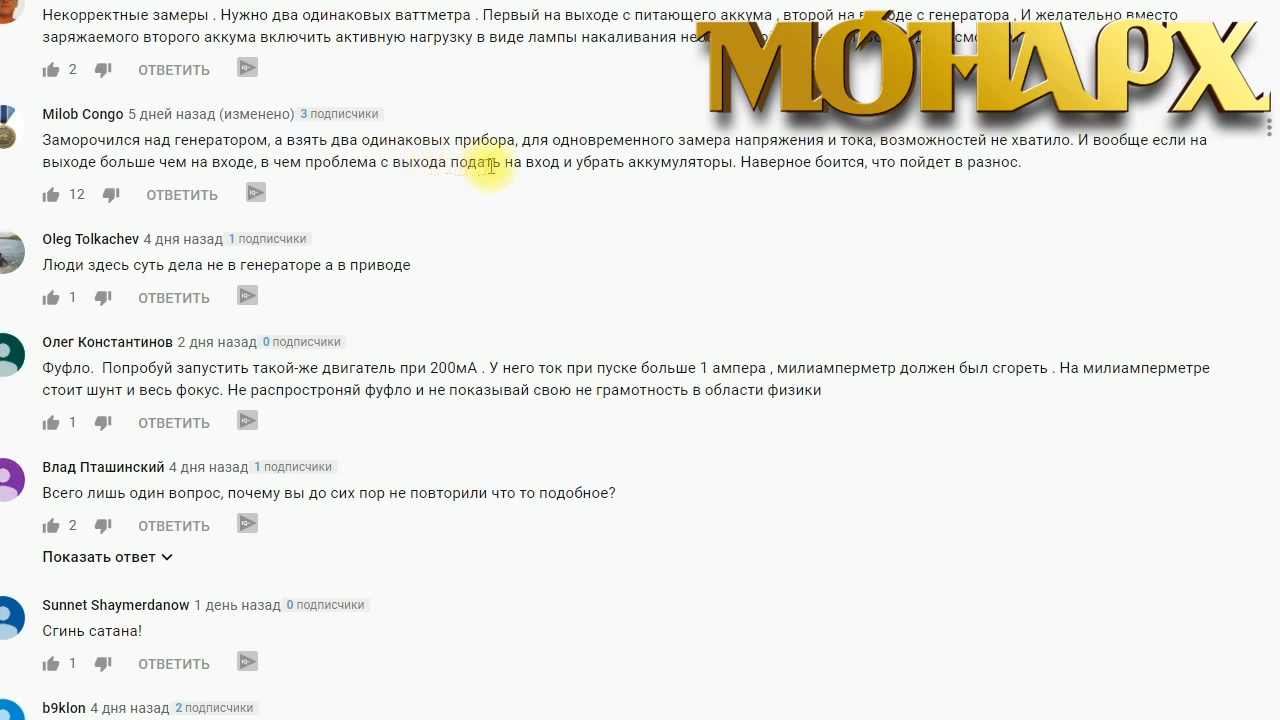 Некорректные замеры . Нужно два одинаковых ваттметра . Первый на выходе с питающего аккума , второй на выходе с генератора , И желательно вместо
заряжаемого второго аккума включить активную нагрузку в виде лампы накаливания
МОНАРХ
2 ОТВЕТИТЬ
Milob Congo 5 дней назад (изменено) 3 подписчики
Заморочился над генератором, а взять два одинаковых прибора, для одновременного замера напряжения и тока, возможностей не хватило. И вообще если на
выходе больше чем на входе, в чем проблема с выхода подать на вход и убрать аккумуляторы. Наверное боится, что пойдет в разнос.
12 ОТВЕТИТЬ
Oleg Tolkachev 4 дня назад 1 подписчики
Люди здесь суть дела не в генераторе а в приводе
1 ОТВЕТИТЬ
Олег Константинов 2 дня назад 0 подписчики
Фуфло. Попробуй запустить такой-же двигатель при 200мА . У него ток при пуске больше 1 ампера , милиамперметр должен был сгореть . На милиамперметре
стоит шунт и весь фокус. Не распростроняй фуфло и не показывай свою не грамотность в области физики
1 ОТВЕТИТЬ
Влад Пташинский 4 дня назад 1 подписчики
Всего лишь один вопрос, почему вы до сих пор не повторили что то подобное?
2 ОТВЕТИТЬ
Показать ответ
Sunnet Shaymerdanow 1 день назад 0 подписчики
Сгинь сатана!
1 ОТВЕТИТЬ
b9klon 4 дня назад 2 подписчики